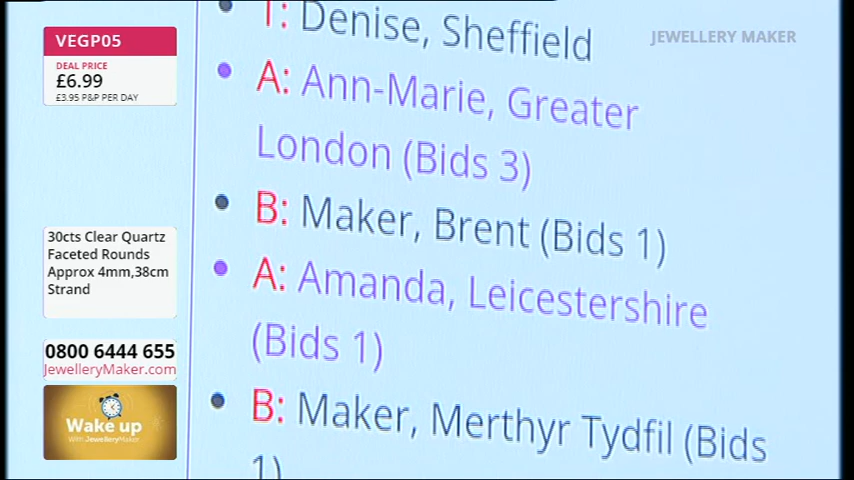 VEGP05
DEAL PRICE
£6.99
£3.95 P&P PER DAY
30cts Clear Quartz
Faceted Rounds
Approx 4mm,38cm
Strand
0800 6444 655
JewelleryMaker.com
Wake up
With JewelleryMaker
JEWELLERY MAKER
T: Denise, Sheffield
A: Ann-Marie, Greater
London (Bids 3)
B: Maker, Brent (Bids 1)
A: Amanda, Leicestershire
(Bids 1)
B: Maker, Merthyr Tydfil (Bids
1)